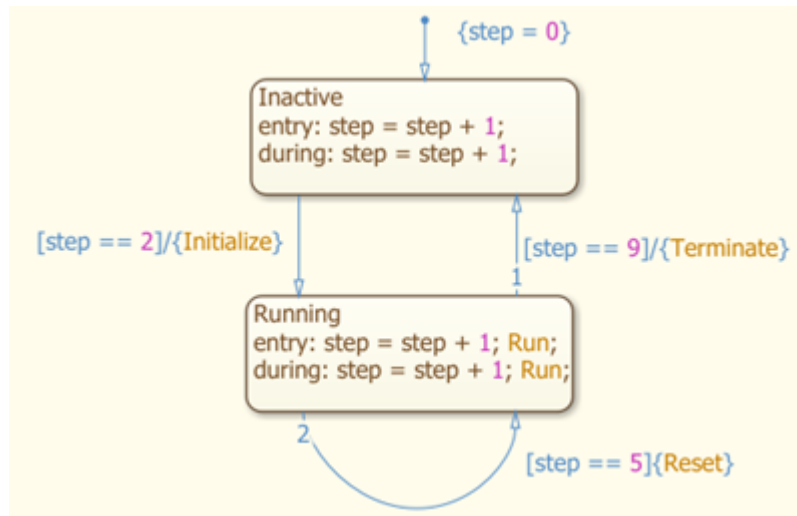 {step = 0}
Inactive
entry: step = step + 1;
during: step = step + 1;
[step == 2]/{Initialize}
[step == 9]/{Terminate}
1
Running
entry: step = step + 1; Run;
during: step = step + 1; Run;
2
[step == 5]{Reset}